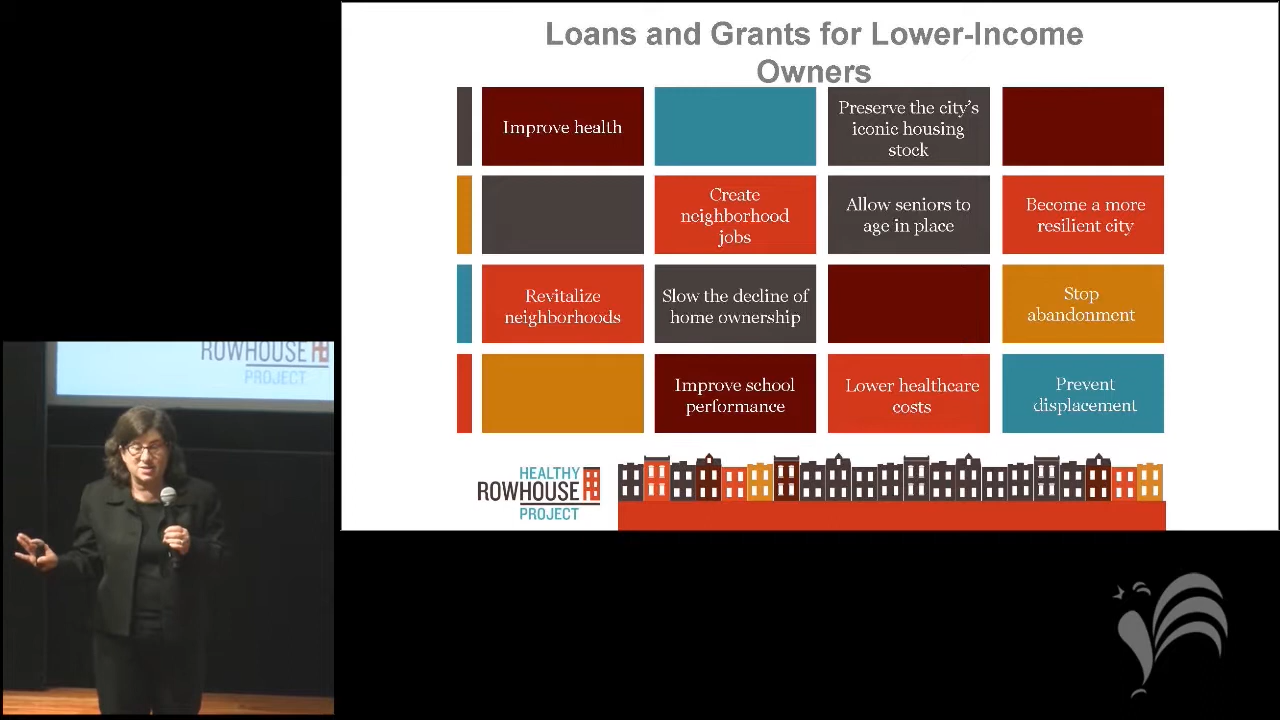 Loans and Grants for Lower-Income
Owners
Improve health
Preserve the city's
iconic housing
stock
Create
neighborhood
jobs
Allow seniors to
age in place
Become a more
resilient city
Revitalize
neighborhoods
Slow the decline of
home ownership
Stop
abandonment
Improve school
performance
Lower healthcare
costs
Prevent
displacement
HEALTHY
ROWHOUSE
PROJECT
ROWHOUSE
PROJECT